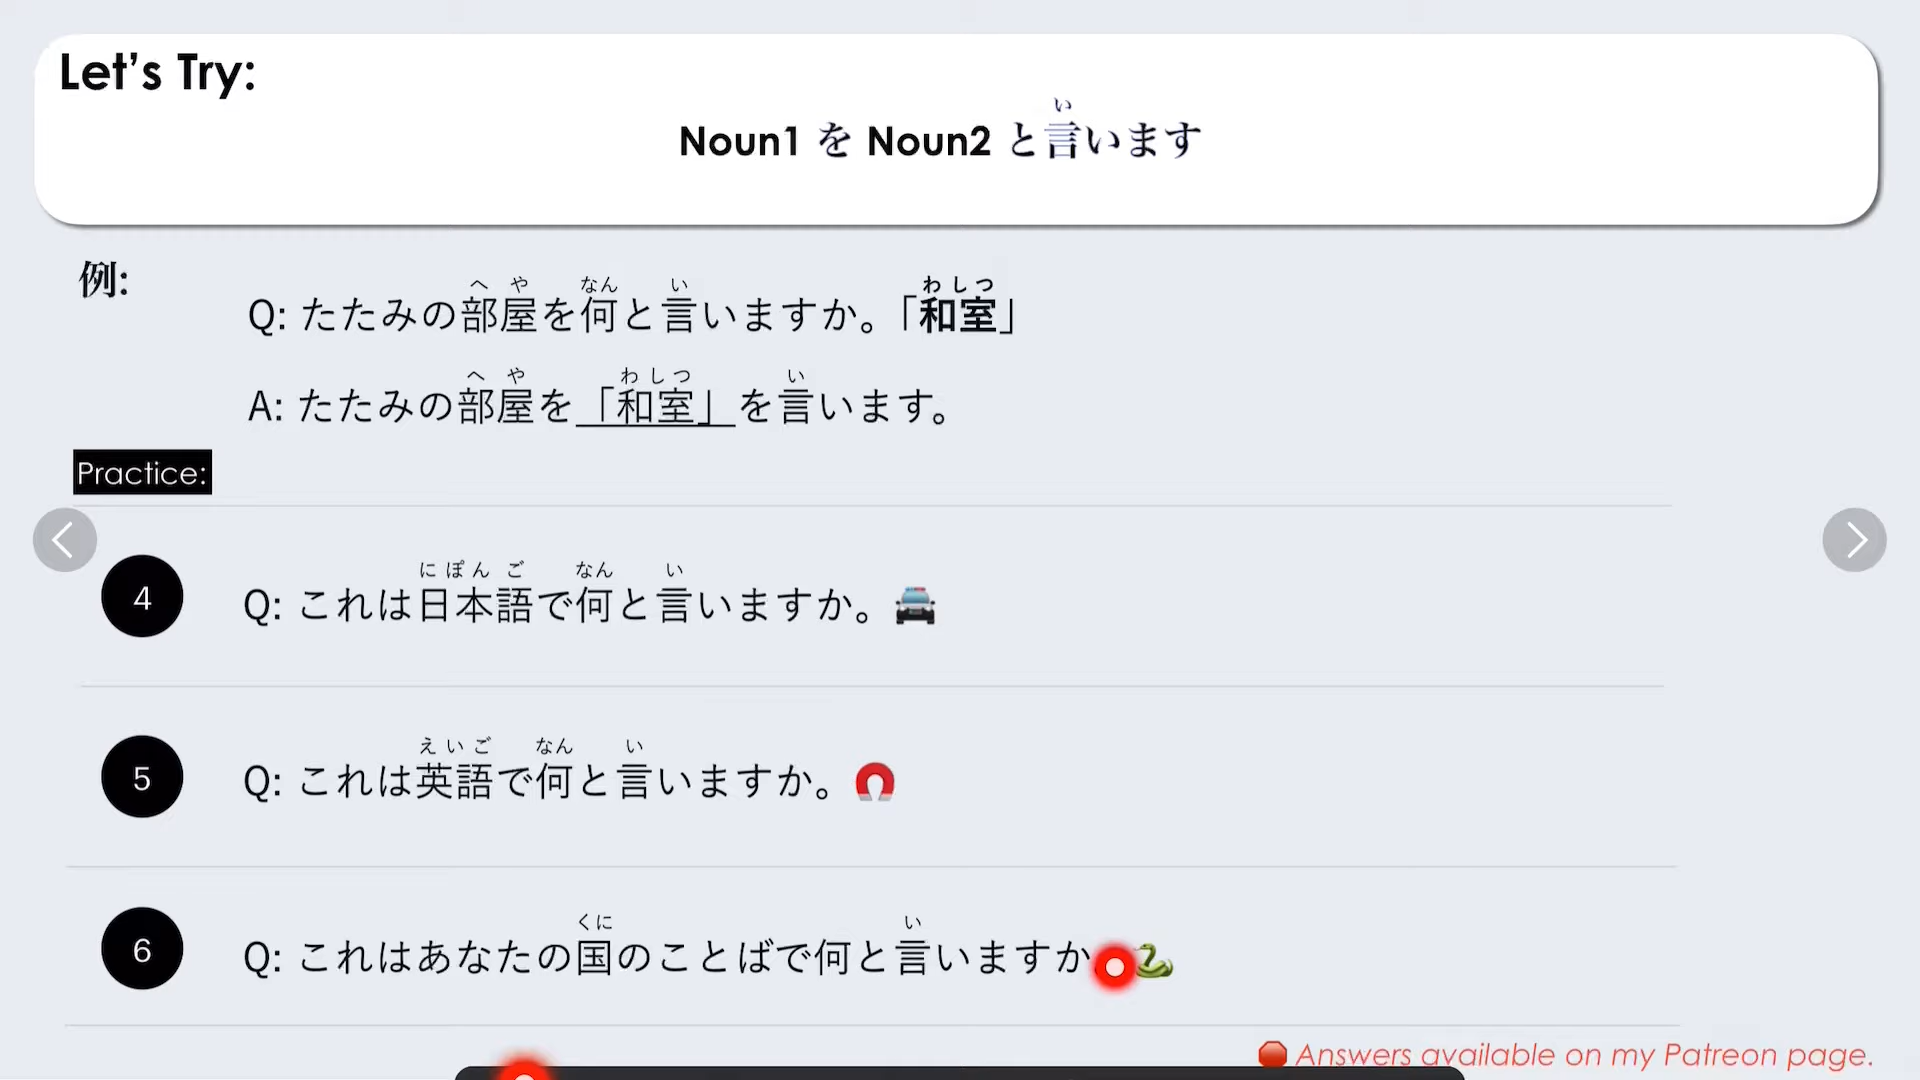 Let's Try:
い
Noun1 を Noun2 と言います
例:
へ や なん い わ しつ
Q: たたみの部屋を何と言いますか。「和室」
へ や わ しつ い
A: たたみの部屋を「和室」を言います。
Practice:
に ぽん ご なん い
4 Q: これは日本語で何と言いますか。
えい ご なん い
5 Q: これは英語で何と言いますか。
くに い
6 Q: これはあなたの国のことばで何と言いますか
Answers available on my Patreon page.